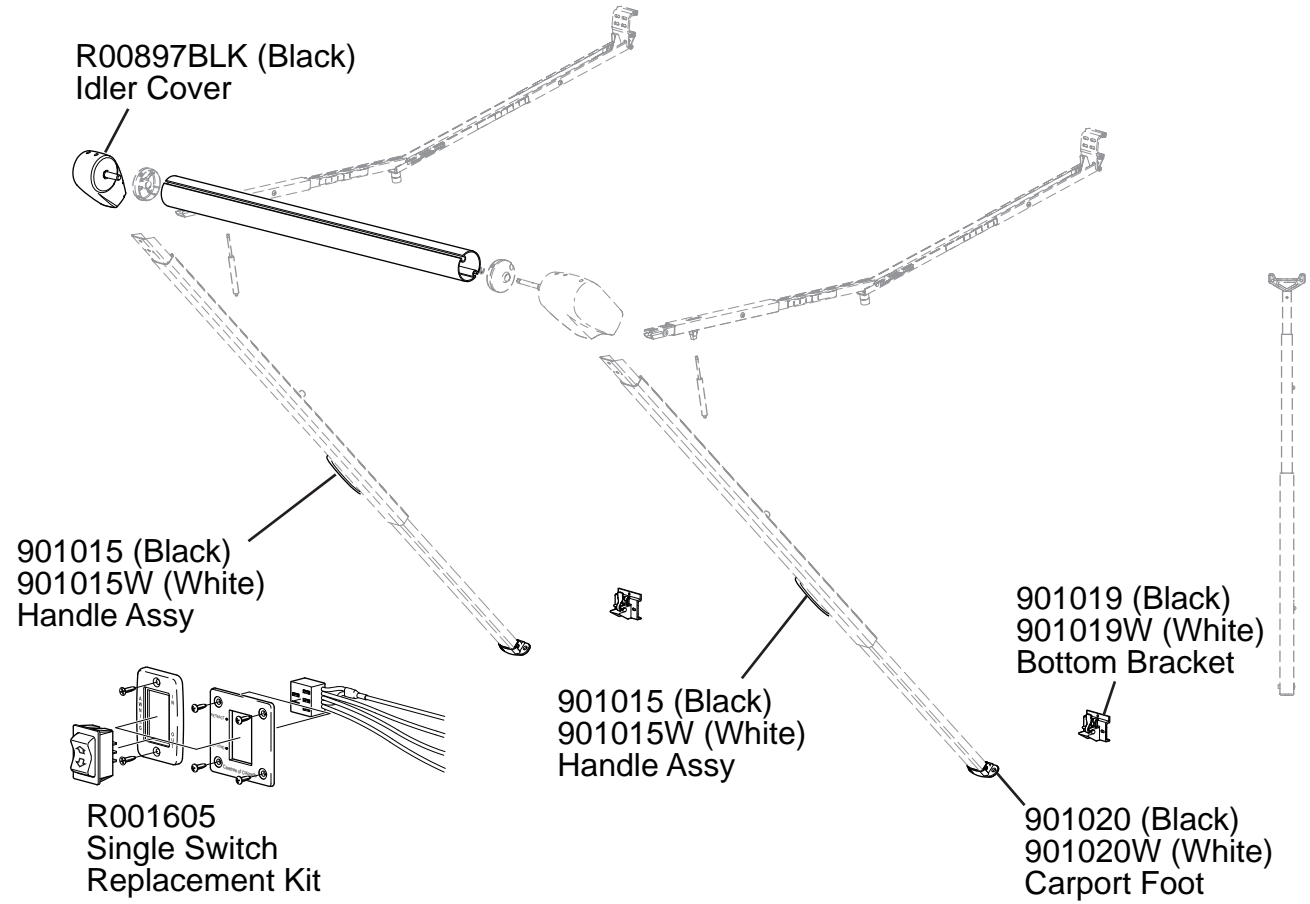 R00897BLK (Black)
Idler Cover
901015 (Black)
901015W (White)
Handle Assy
901015 (Black)
901015W (White)
Handle Assy
901019 (Black)
901019W (White)
Bottom Bracket
901020 (Black)
901020W (White)
Carport Foot
R001605
Single Switch
Replacement Kit